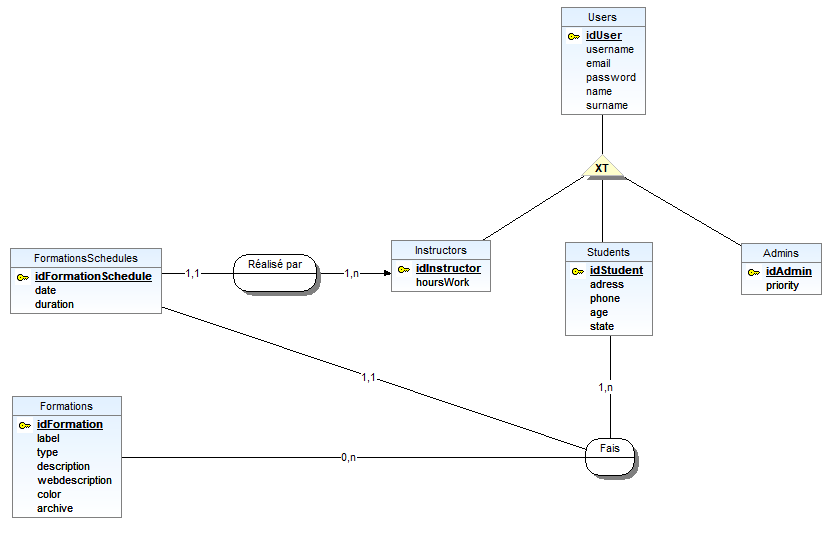 Users
idUser
username
email
password
name
surname
XT
FormationsSchedules
idFormationSchedule
date
duration
1,1
Réalisé par
1,n
Instructors
idInstructor
hoursWork
Students
idStudent
adress
phone
age
state
Admins
idAdmin
priority
1,1
1,n
Formations
idFormation
label
type
description
webdescription
color
archive
0,n
Fais